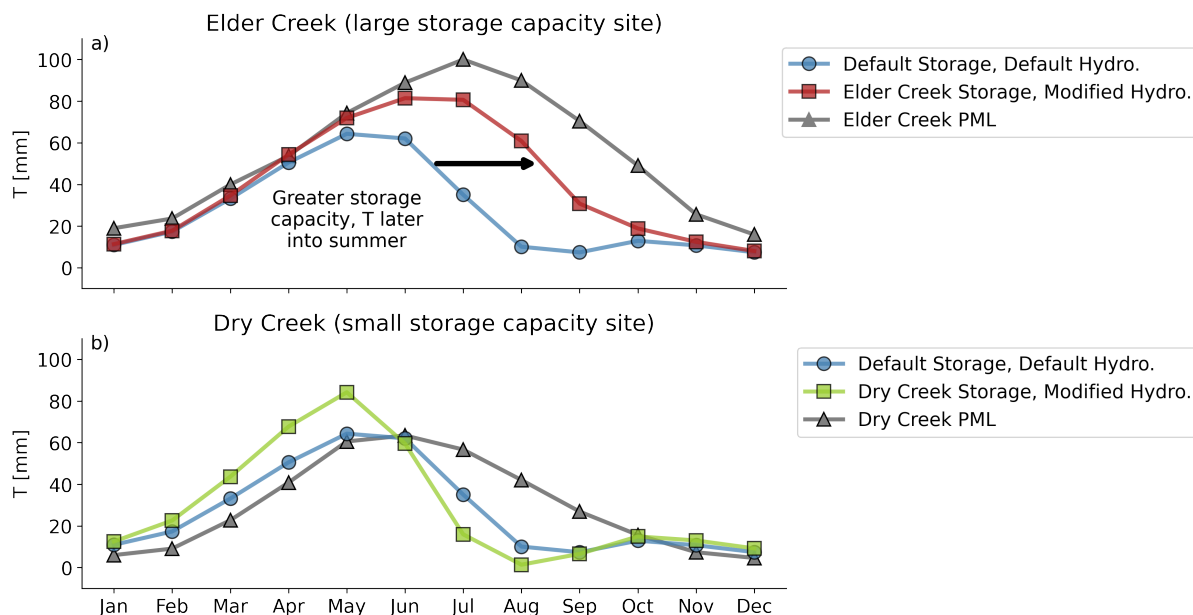 Elder Creek (large storage capacity site)
a)
100
80
60
40
20
0
T [mm]
Greater storage
capacity, T later
into summer
Default Storage, Default Hydro.
Elder Creek Storage, Modified Hydro.
Elder Creek PML
Dry Creek (small storage capacity site)
b)
100
80
60
40
20
0
T [mm]
Jan Feb Mar Apr May Jun Jul Aug Sep Oct Nov Dec
Default Storage, Default Hydro.
Dry Creek Storage, Modified Hydro.
Dry Creek PML